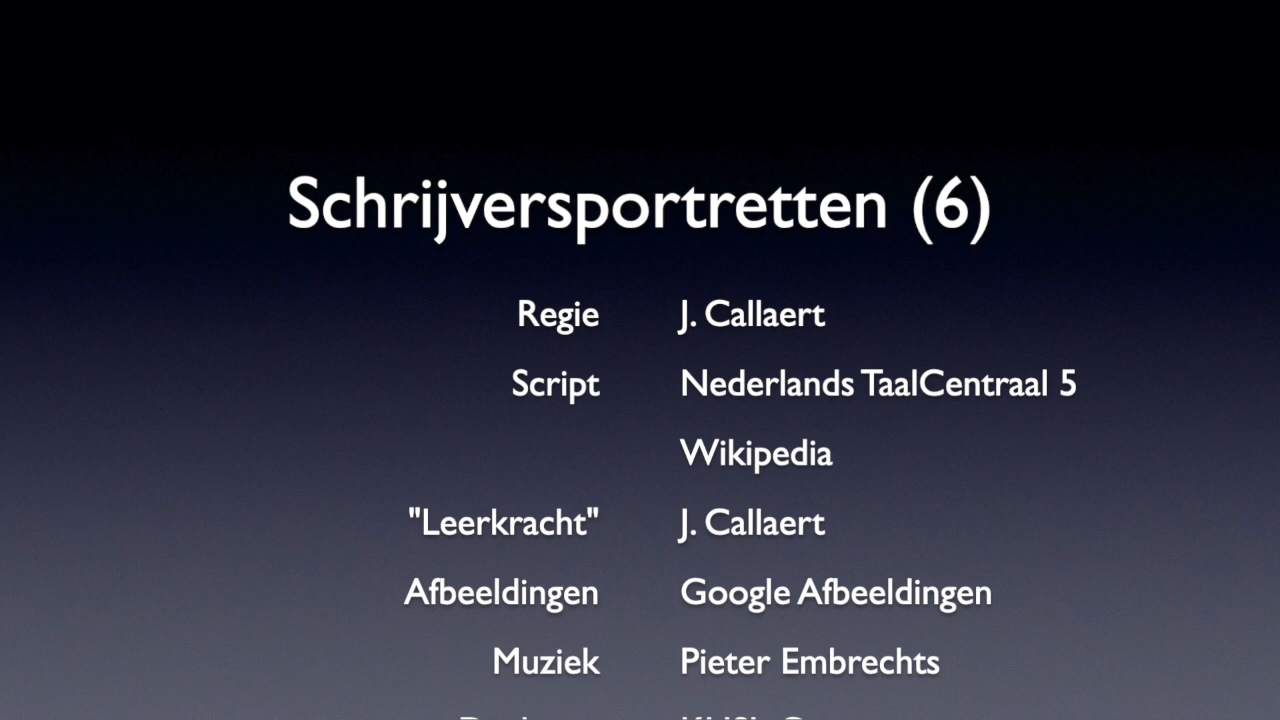 Schrijversportretten (6)
Regie J. Callaert
Script Nederlands TaalCentraal 5
Wikipedia
"Leerkracht" J. Callaert
Afbeeldingen Google Afbeeldingen
Muziek Pieter Embrechts